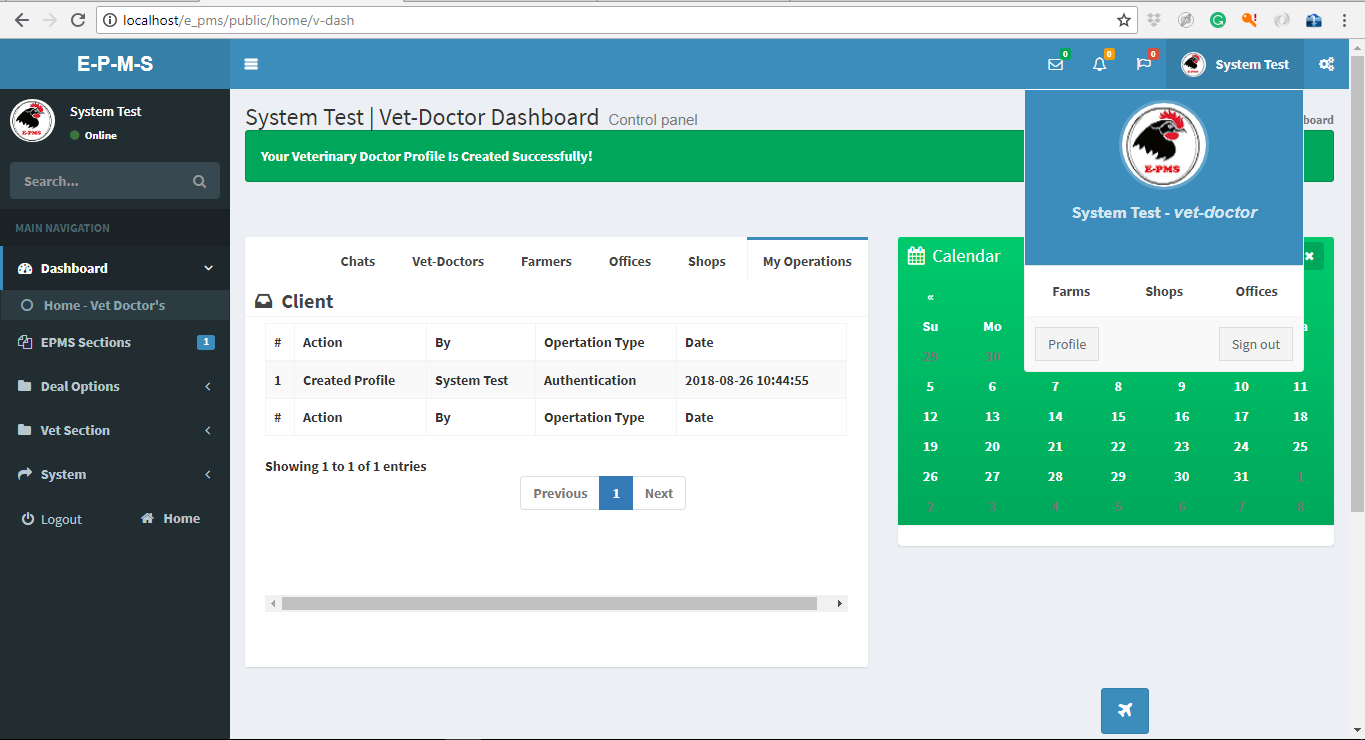 localhost/e_pms/public/home/v-dash
E-P-M-S
0
0
0
System Test
System Test
Online
E-PMS
Search...
MAIN NAVIGATION
Dashboard
Home - Vet Doctor's
EPMS Sections
1
Deal Options
Vet Section
System
Logout
Home
System Test | Vet-Doctor Dashboard Control panel
board
Your Veterinary Doctor Profile Is Created Successfully!
E-PMS
System Test - vet-doctor
Farms Shops Offices
Profile Sign out
Chats Vet-Doctors Farmers Offices Shops My Operations
Client
# Action By Opertation Type Date
1 Created Profile System Test Authentication 2018-08-26 10:44:55
# Action By Opertation Type Date
Showing 1 to 1 of 1 entries
Previous 1 Next
Calendar
«
Su Mo a
29 30
5 6 7 8 9 10 11
12 13 14 15 16 17 18
19 20 21 22 23 24 25
26 27 28 29 30 31 1
2 3 4 5 6 7 8